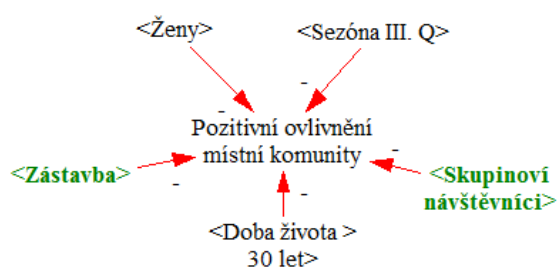 <Ženy>
<Sezóna III. Q>
-
-
Pozitivní ovlivnění
místní komunity
-
<Zástavba>
-
<Skupinoví
návštěvníci>
-
<Doba života >
30 let>